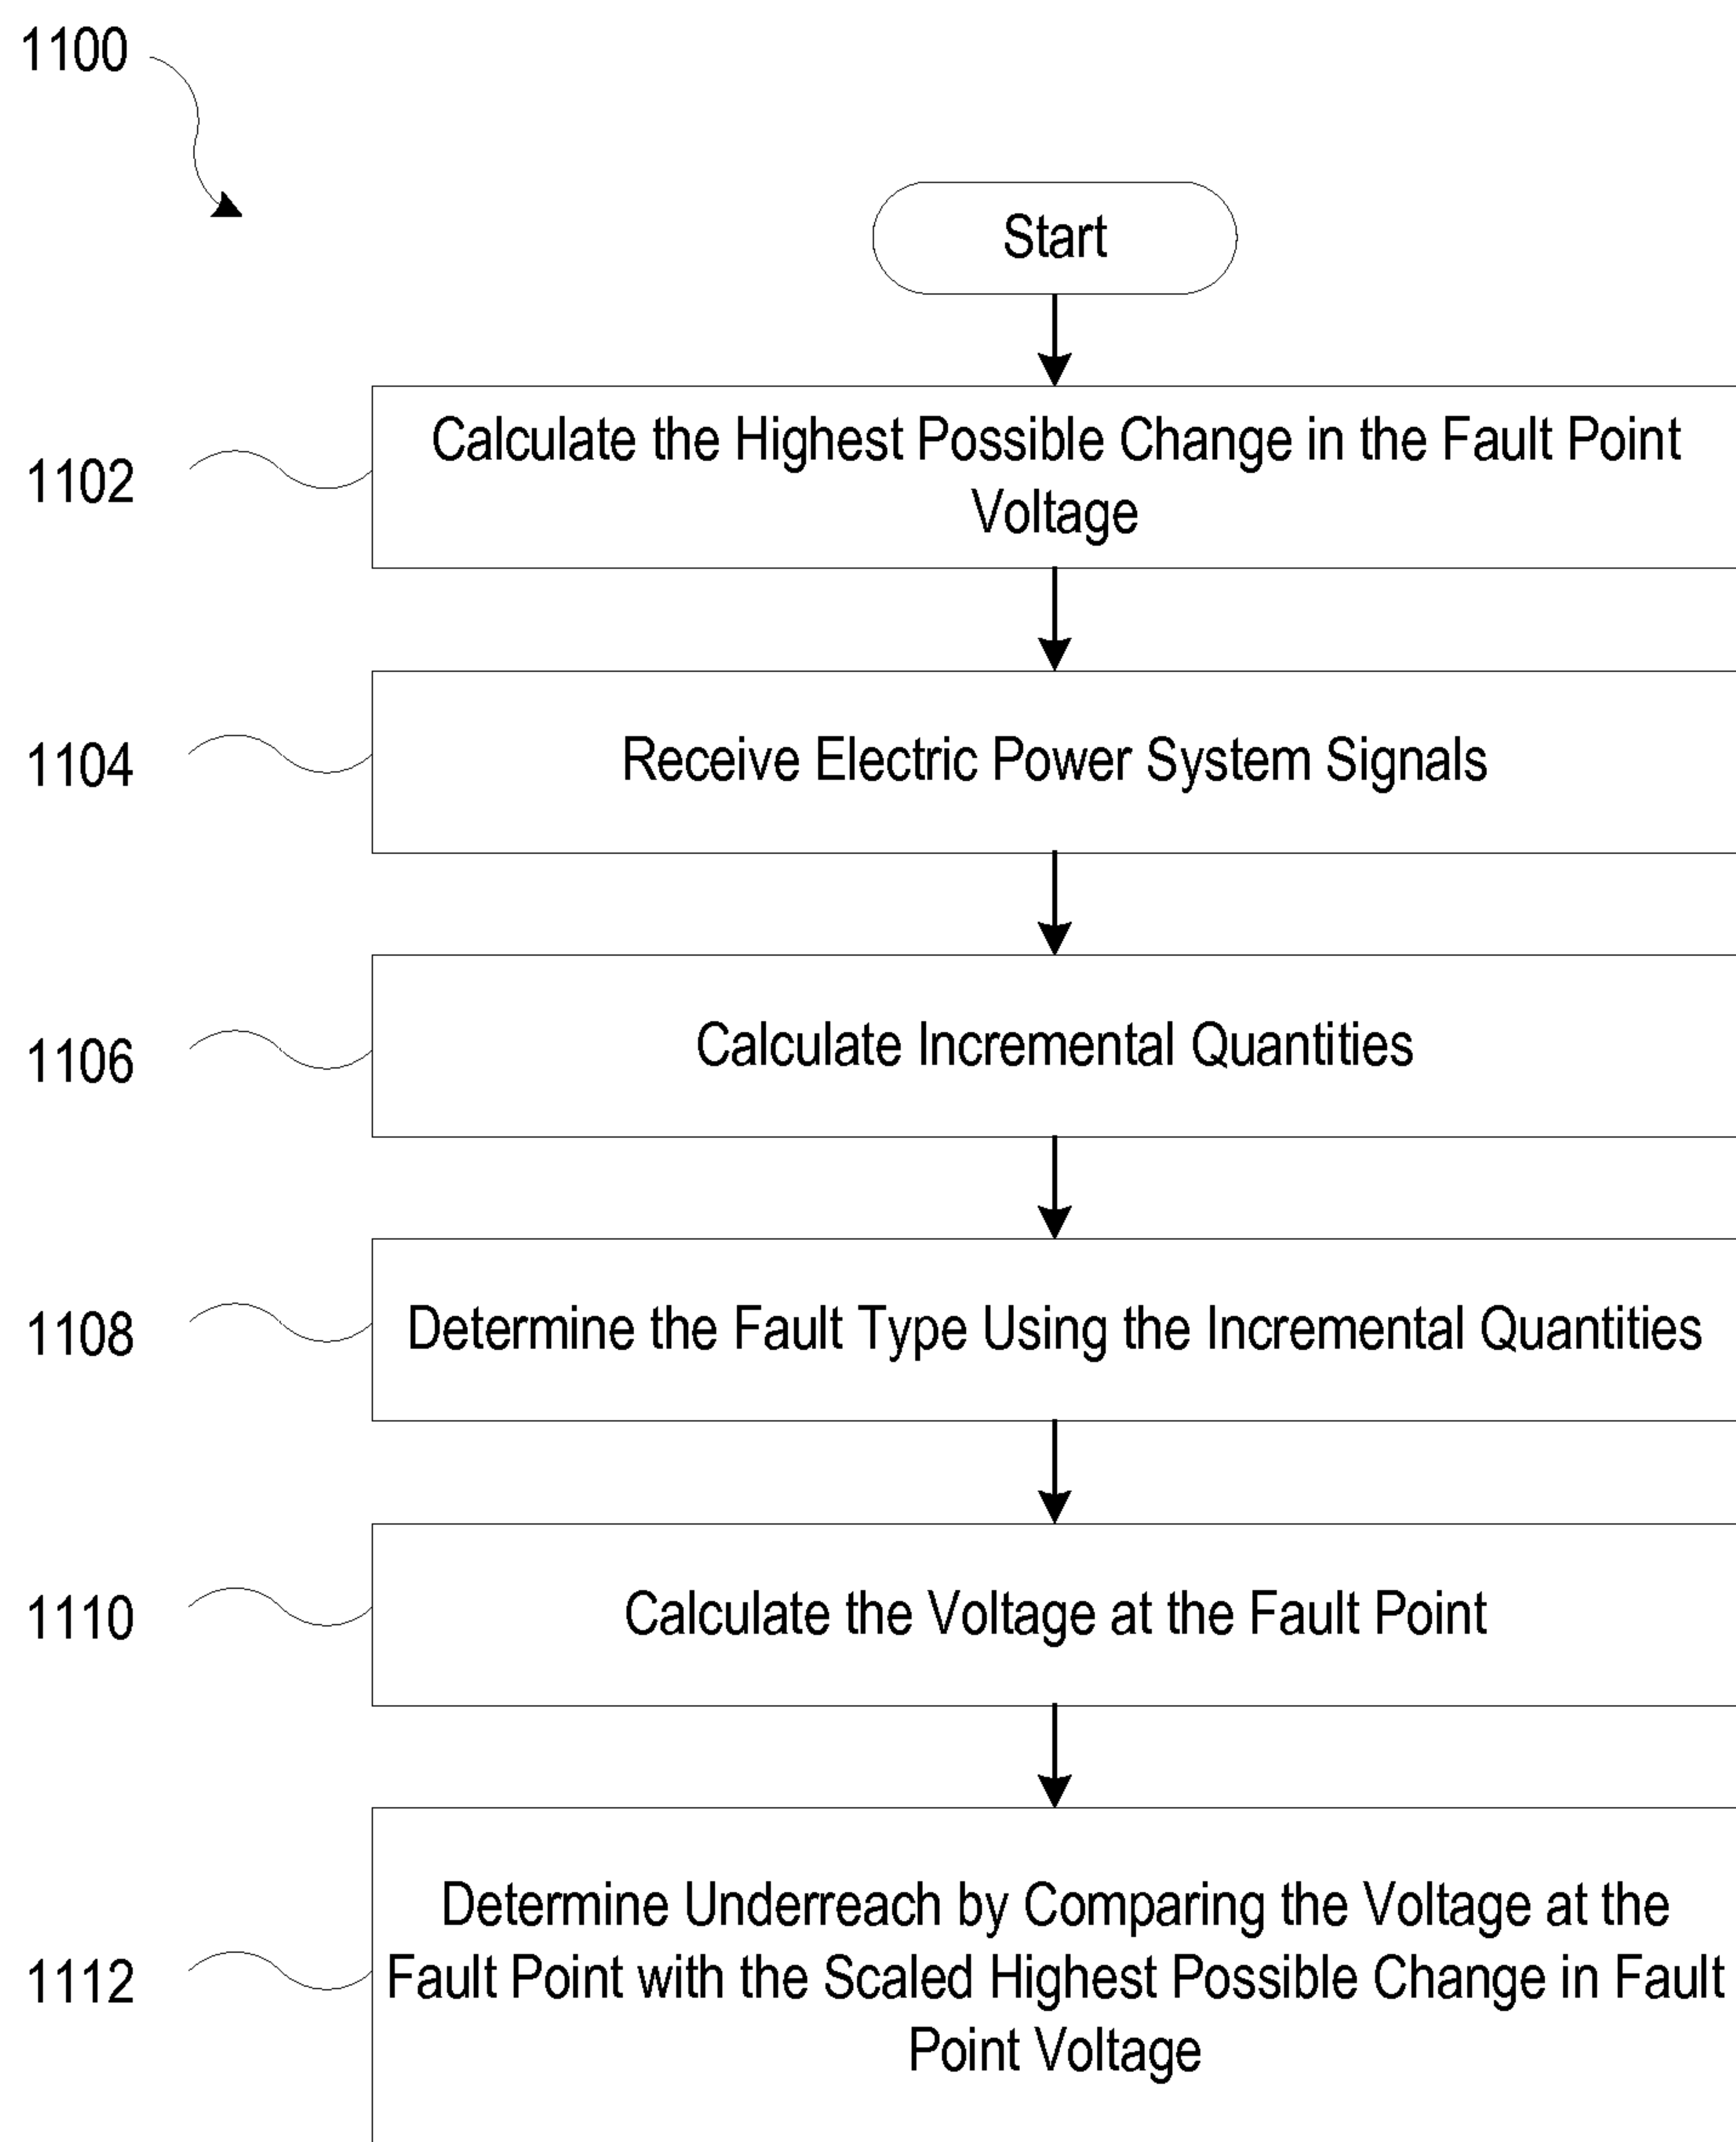 1100
Start
1102
Calculate the Highest Possible Change in the Fault Point
Voltage
1104
Receive Electric Power System Signals
1106
Calculate Incremental Quantities
1108
Determine the Fault Type Using the Incremental Quantities
1110
Calculate the Voltage at the Fault Point
1112
Determine Underreach by Comparing the Voltage at the
Fault Point with the Scaled Highest Possible Change in Fault
Point Voltage